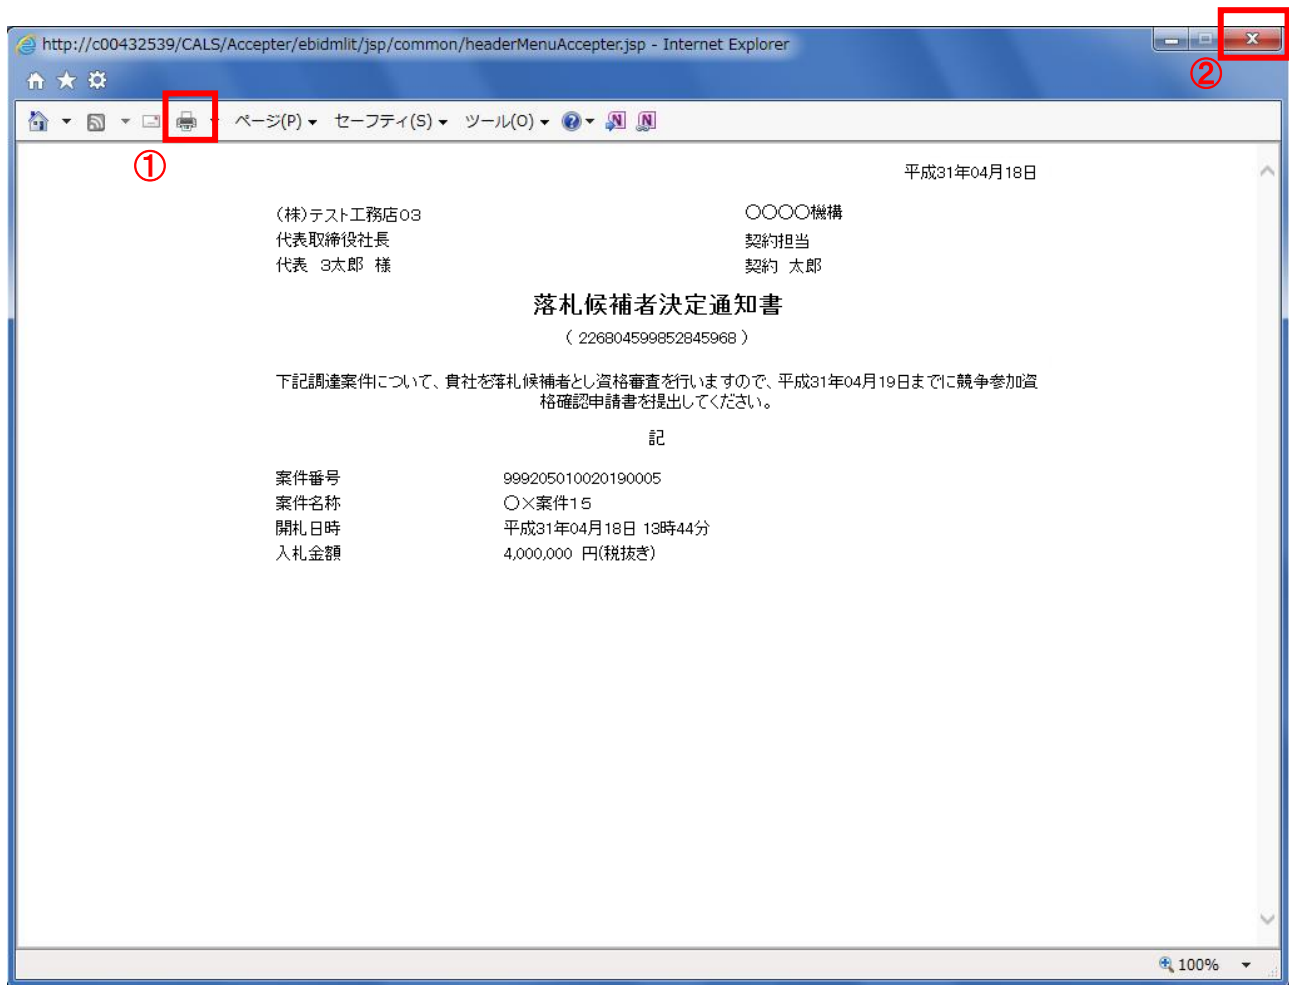 http://c00432539/CALS/Accepter/ebidmlit/jsp/common/headerMenuAccepter.jsp - Internet Explorer
②
ページ(P) セーフティ(S) ツール(O)
①
平成31年04月18日
(株)テスト工務店03
〇〇〇〇機構
代表取締役社長
契約担当
代表 3太郎 様
契約 太郎
落札候補者決定通知書
( 226804599852845968 )
下記調達案件について、貴社を落札候補者とし資格審査を行いますので、平成31年04月19日までに競争参加資
格確認申請書を提出してください。
記
案件番号 999205010020190005
案件名称 〇×案件15
開札日時 平成31年04月18日 13時44分
入札金額 4,000,000 円(税抜き)
100%